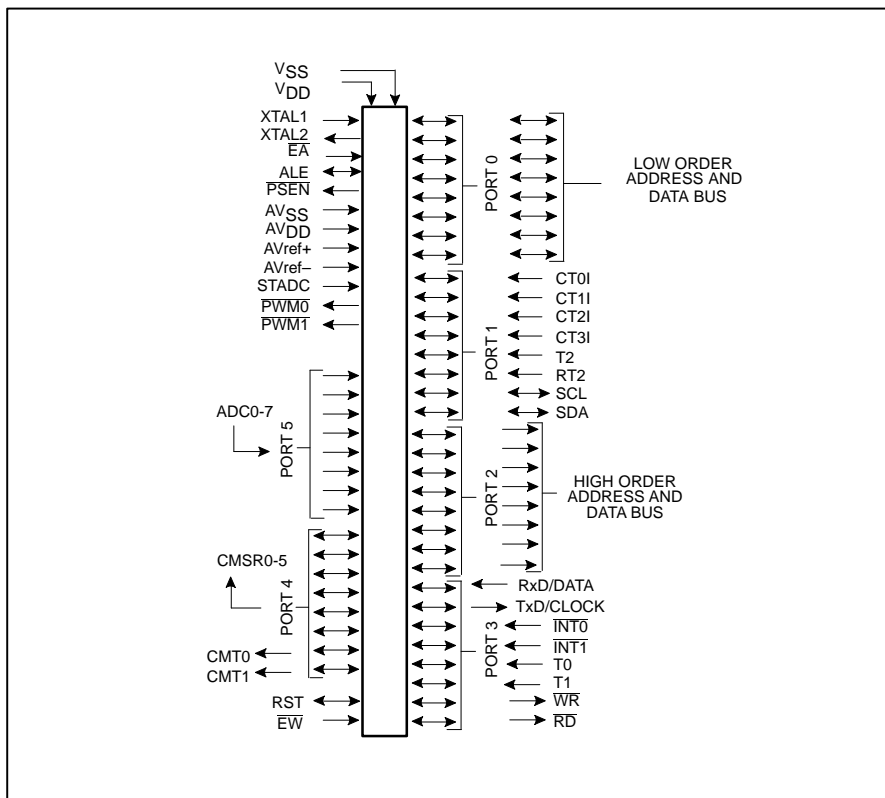 VSS
VDD
XTAL1
XTAL2
EA
ALE
PSEN
AVSS
AVDD
AVref+
AVref–
STADC
PWM0
PWM1
ADC0-7
PORT 5
CMSR0-5
PORT 4
CMT0
CMT1
RST
EW
PORT 0
LOW ORDER
ADDRESS AND
DATA BUS
PORT 1
CT0I
CT1I
CT2I
CT3I
T2
RT2
SCL
SDA
PORT 2
HIGH ORDER
ADDRESS AND
DATA BUS
PORT 3
RxD/DATA
TxD/CLOCK
INT0
INT1
T0
T1
WR
RD